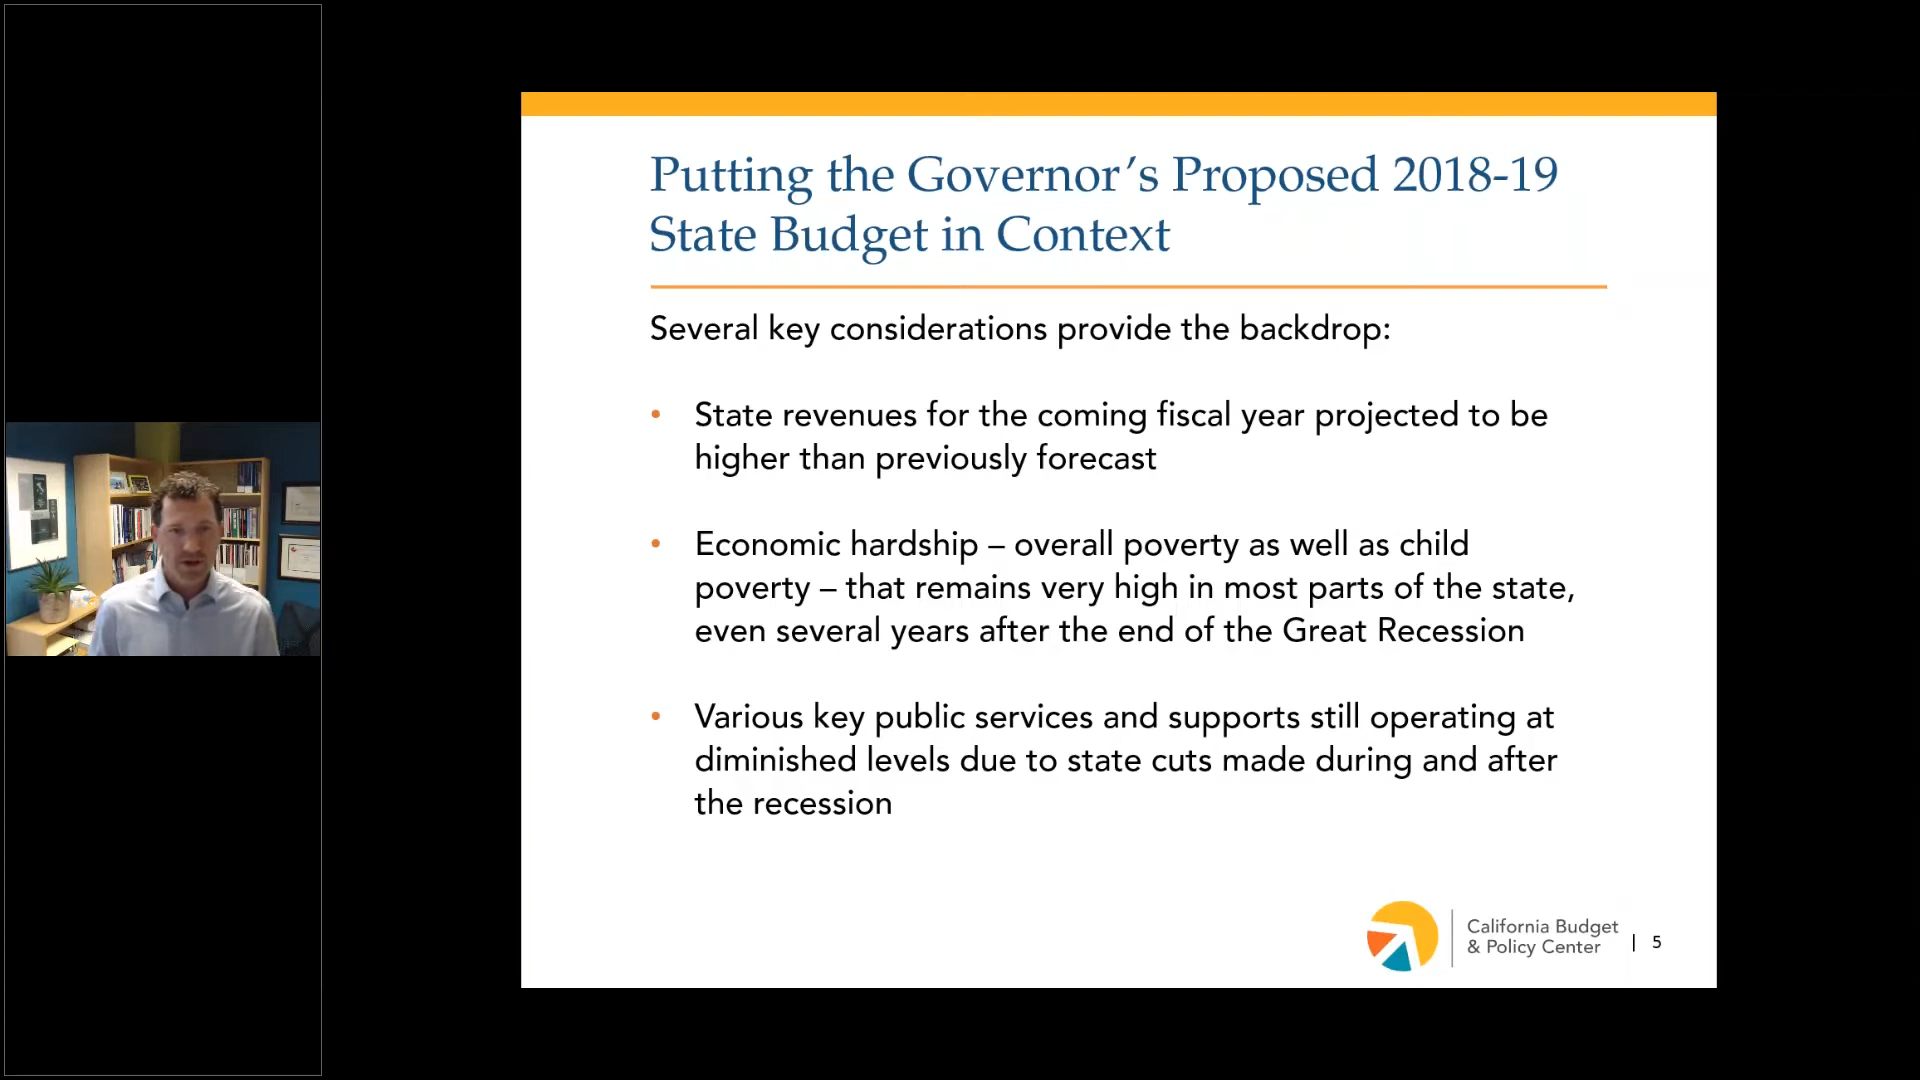 Putting the Governor’s Proposed 2018-19
State Budget in Context
Several key considerations provide the backdrop:
• State revenues for the coming fiscal year projected to be
higher than previously forecast
• Economic hardship – overall poverty as well as child
poverty – that remains very high in most parts of the state,
even several years after the end of the Great Recession
• Various key public services and supports still operating at
diminished levels due to state cuts made during and after
the recession
California Budget
& Policy Center | 5